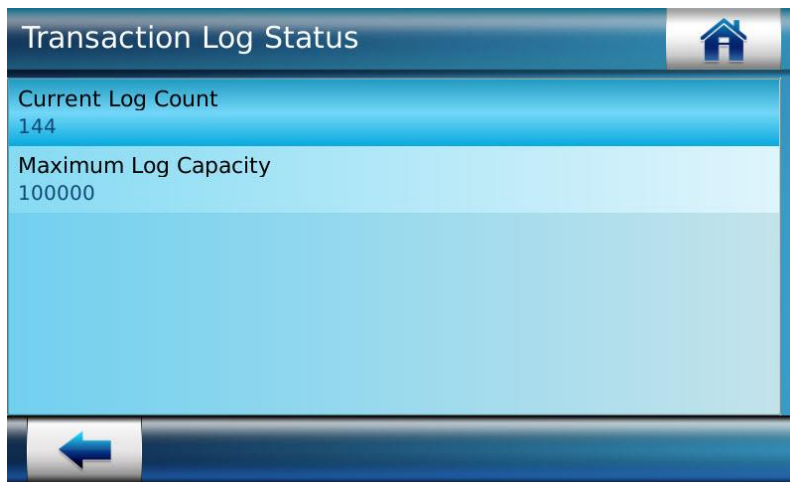 Transaction Log Status
Current Log Count
144
Maximum Log Capacity
100000